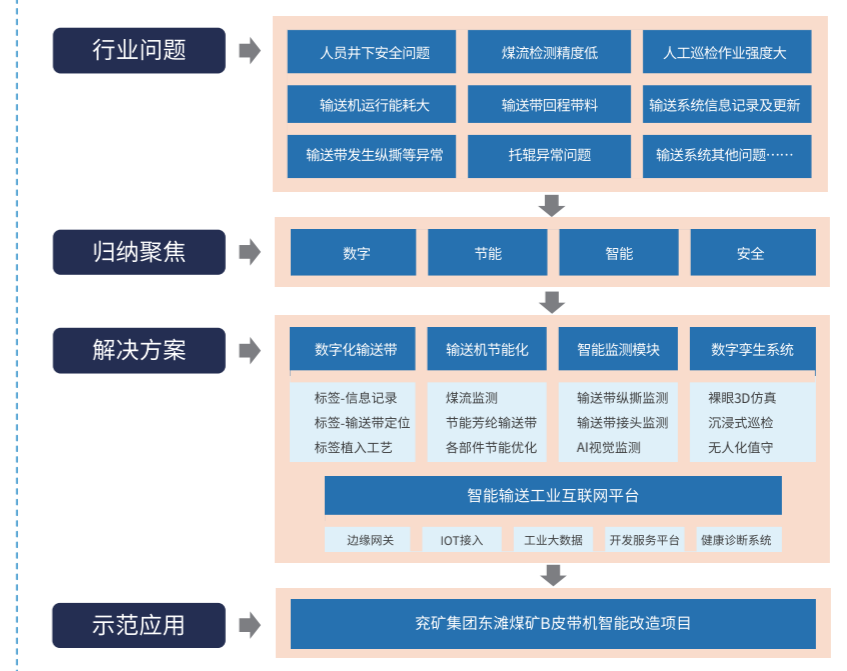 行业问题
人员井下安全问题
煤流检测精度低
人工巡检作业强度大
输送机运行能耗大
输送带回程带料
输送系统信息记录及更新
输送带发生纵撕等异常
托辊异常问题
输送系统其他问题……
归纳聚焦
数字
节能
智能
安全
解决方案
数字化输送带
输送机节能化
智能监测模块
数字孪生系统
标签-信息记录
标签-输送带定位
标签植入工艺
煤流监测
节能芳纶输送带
各部件节能优化
输送带纵撕监测
输送带接头监测
AI视觉监测
裸眼3D仿真
沉浸式巡检
无人化值守
智能输送工业互联网平台
边缘网关
IOT接入
工业大数据
开发服务平台
健康诊断系统
示范应用
兖矿集团东滩煤矿B皮带机智能改造项目